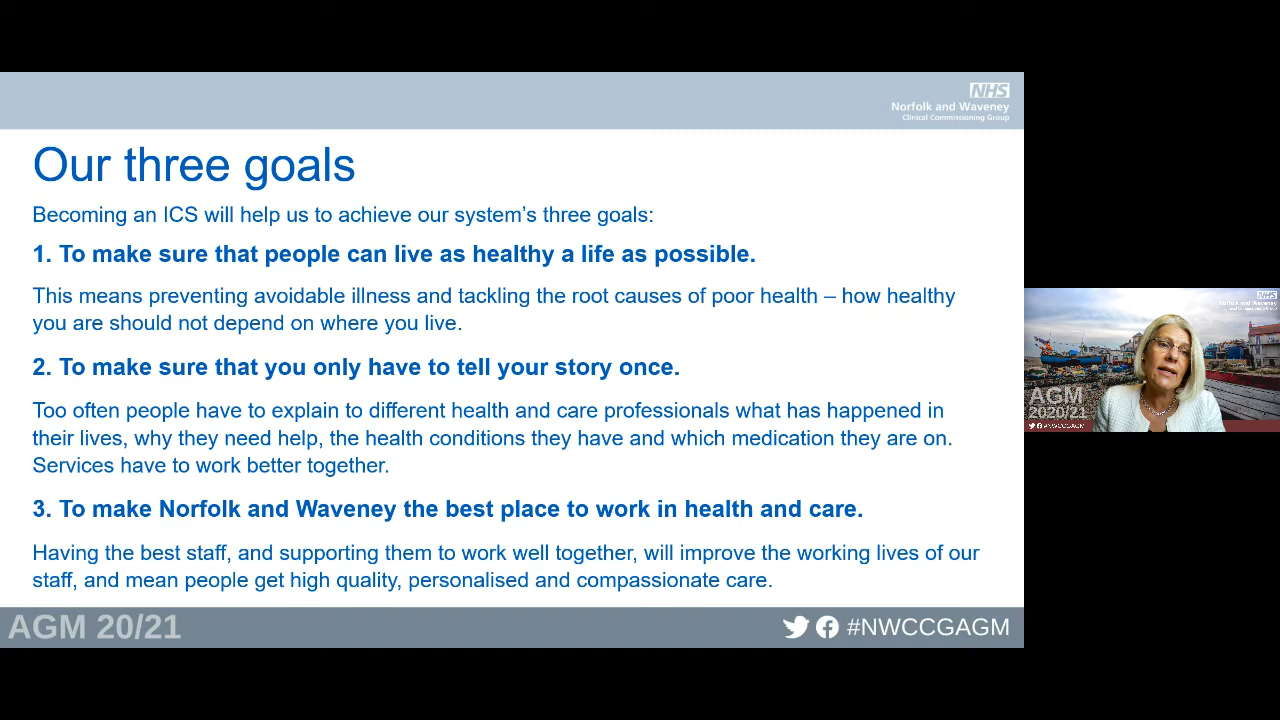 NHS
Norfolk and Waveney
Clinical Commissioning Group
Our three goals
Becoming an ICS will help us to achieve our system’s three goals:
1. To make sure that people can live as healthy a life as possible.
This means preventing avoidable illness and tackling the root causes of poor health – how healthy
you are should not depend on where you live.
2. To make sure that you only have to tell your story once.
Too often people have to explain to different health and care professionals what has happened in
their lives, why they need help, the health conditions they have and which medication they are on.
Services have to work better together.
3. To make Norfolk and Waveney the best place to work in health and care.
Having the best staff, and supporting them to work well together, will improve the working lives of our
staff, and mean people get high quality, personalised and compassionate care.
AGM 20/21
#NWCCGAGM
NHS
Norfolk and Waveney
Clinical Commissioning Group
AGM
2020/21
#NWCCGAGM